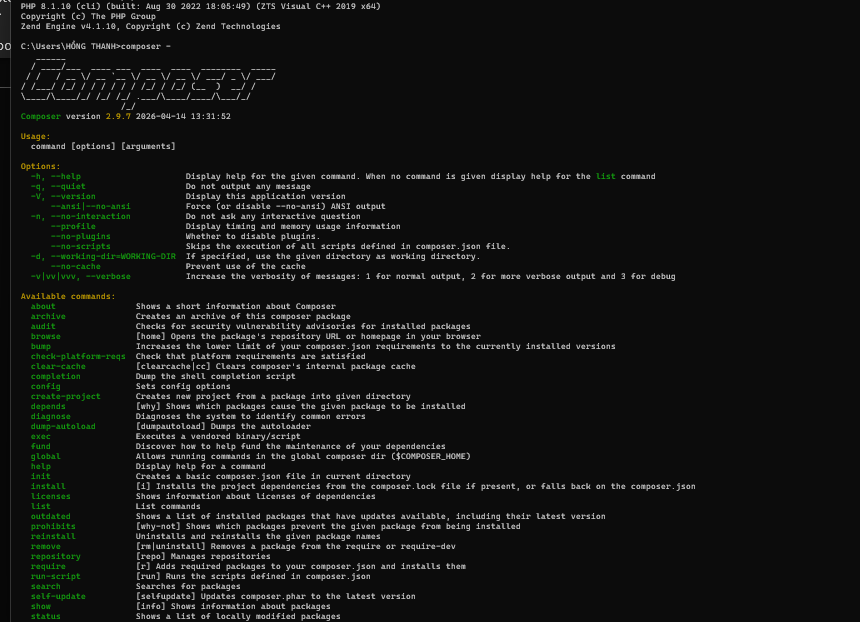 PHP 8.1.10 (cli) (built: Aug 30 2022 18:05:49) (ZTS Visual C++ 2019 x64)
Copyright (c) The PHP Group
Zend Engine v4.1.10, Copyright (c) Zend Technologies
C:\Users\HỒNG THANH>composer -
Composer version 2.9.7 2026-04-14 13:31:52
Usage:
command [options] [arguments]
Options:
-h, --help Display help for the given command. When no command is given display help for the list command
-q, --quiet Do not output any message
-V, --version Display this application version
--ansi|--no-ansi Force (or disable --no-ansi) ANSI output
-n, --no-interaction Do not ask any interactive question
--profile Display timing and memory usage information
--no-plugins Whether to disable plugins.
--no-scripts Skips the execution of all scripts defined in composer.json file.
-d, --working-dir=WORKING-DIR If specified, use the given directory as working directory.
--no-cache Prevent use of the cache
-v|vv|vvv, --verbose Increase the verbosity of messages: 1 for normal output, 2 for more verbose output and 3 for debug
Available commands:
about Shows a short information about Composer
archive Creates an archive of this composer package
audit Checks for security vulnerability advisories for installed packages
browse [home] Opens the package's repository URL or homepage in your browser
bump Increases the lower limit of your composer.json requirements to the currently installed versions
check-platform-reqs Check that platform requirements are satisfied
clear-cache [clearcache|cc] Clears composer's internal package cache
completion Dump the shell completion script
config Sets config options
create-project Creates new project from a package into given directory
depends [why] Shows which packages cause the given package to be installed
diagnose Diagnoses the system to identify common errors
dump-autoload [dumpautoload] Dumps the autoloader
exec Executes a vendored binary/script
fund Discover how to help fund the maintenance of your dependencies
global Allows running commands in the global composer dir ($COMPOSER_HOME)
help Display help for a command
init Creates a basic composer.json file in current directory
install [i] Installs the project dependencies from the composer.lock file if present, or falls back on the composer.json
licenses Shows information about licenses of dependencies
list List commands
outdated Shows a list of installed packages that have updates available, including their latest version
prohibits [why-not] Shows which packages prevent the given package from being installed
reinstall Uninstalls and reinstalls the given package names
remove [rm|uninstall] Removes a package from the require or require-dev
repository [repo] Manages repositories
require [r] Adds required packages to your composer.json and installs them
run-script [run] Runs the scripts defined in composer.json
search Searches for packages
self-update [selfupdate] Updates composer.phar to the latest version
show [info] Shows information about packages
status Shows a list of locally modified packages